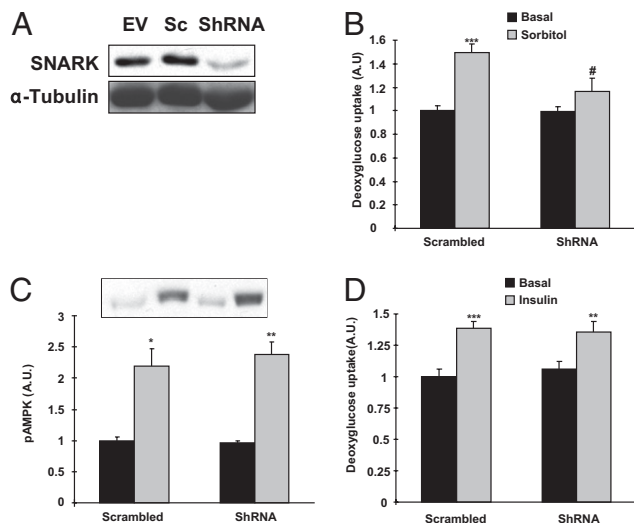 A
EV Sc ShRNA
SNARK
α-Tubulin
B
Basal
Sorbitol
Deoxyglucose uptake (A.U)
1.6
1.4
1.2
1
0.8
0.6
0.4
0.2
0
***
#
Scrambled ShRNA
C
pAMPK (A.U.)
3
2.5
2
1.5
1
0.5
0
*
**
Scrambled ShRNA
D
Basal
Insulin
Deoxyglucose uptake(A.U.)
1.5
1.25
1
0.75
0.5
0.25
0
***
**
Scrambled ShRNA